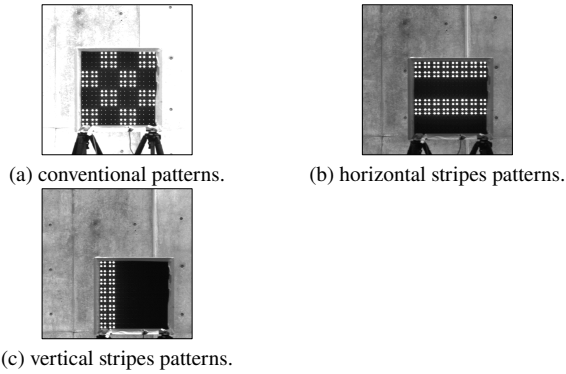 (a) conventional patterns.
(b) horizontal stripes patterns.
(c) vertical stripes patterns.